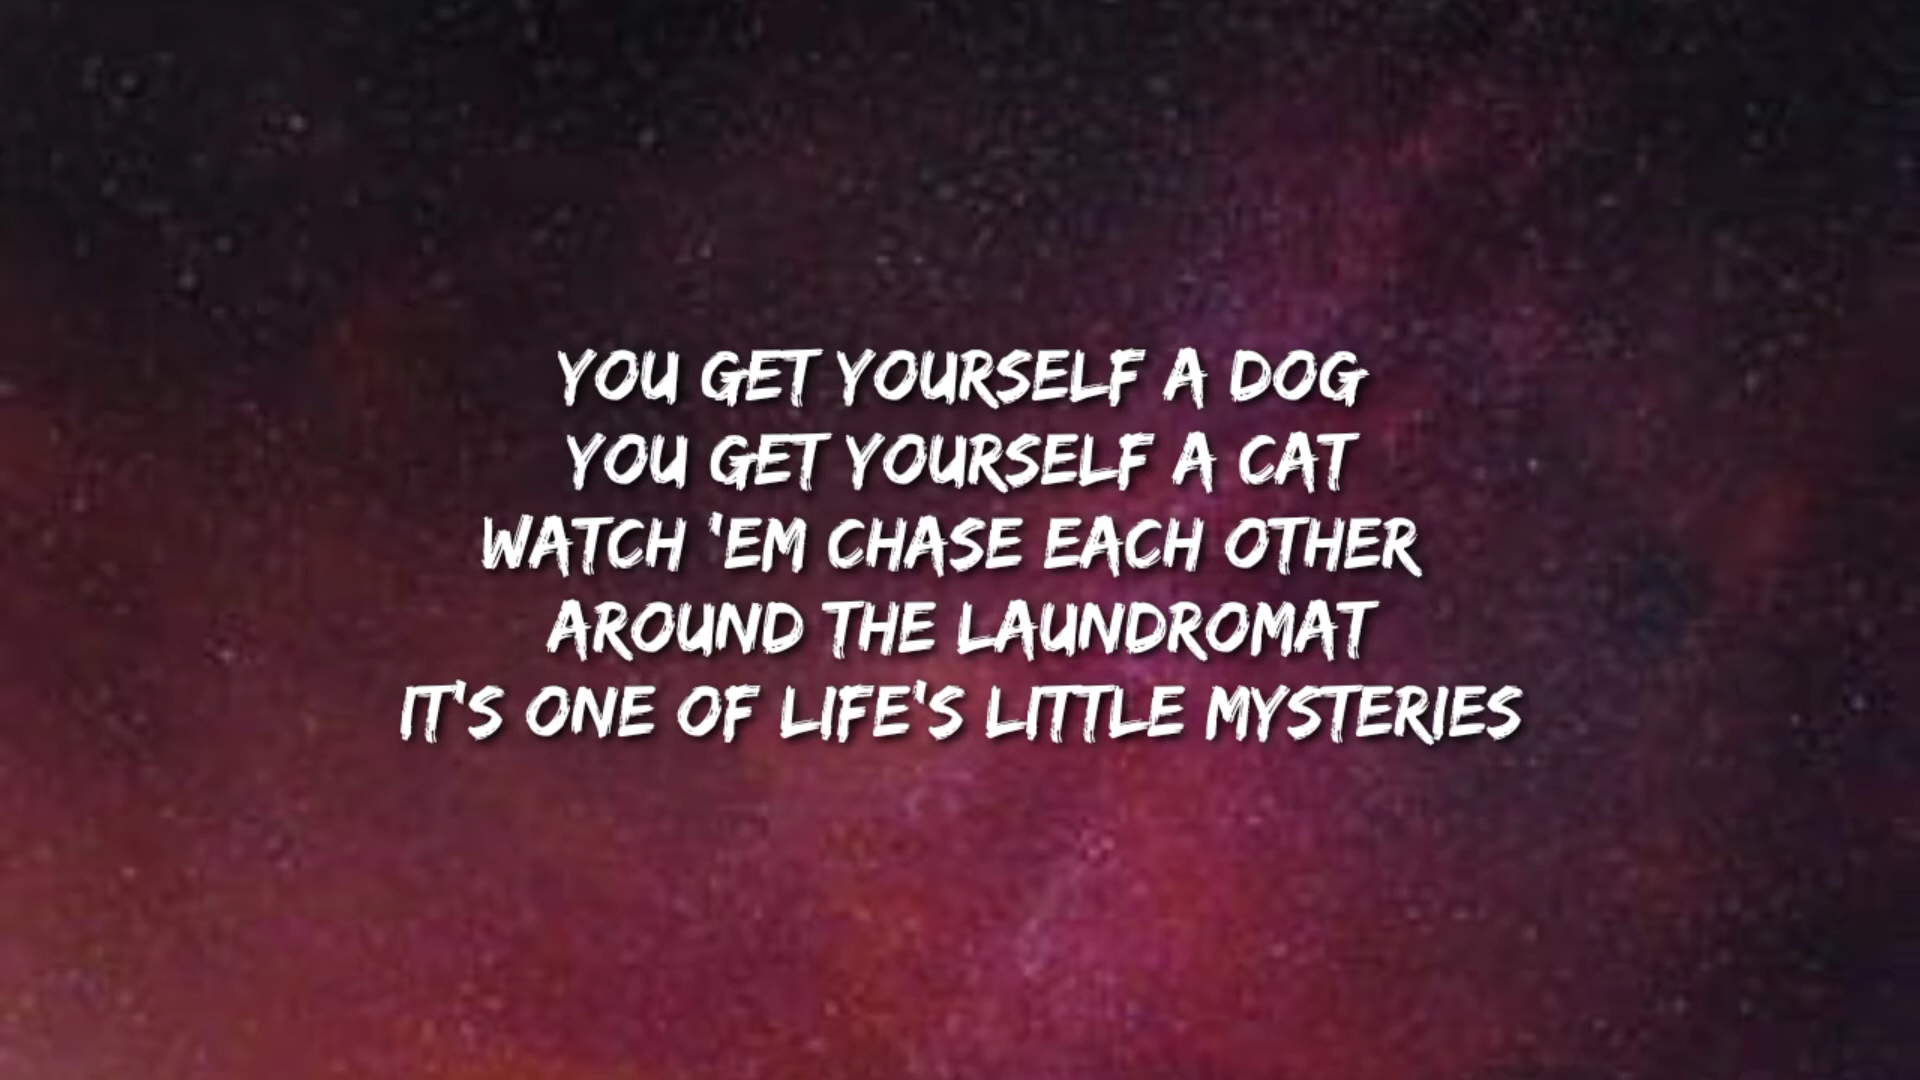 YOU GET YOURSELF A DOG
YOU GET YOURSELF A CAT
WATCH 'EM CHASE EACH OTHER
AROUND THE LAUNDROMAT
IT'S ONE OF LIFE'S LITTLE MYSTERIES